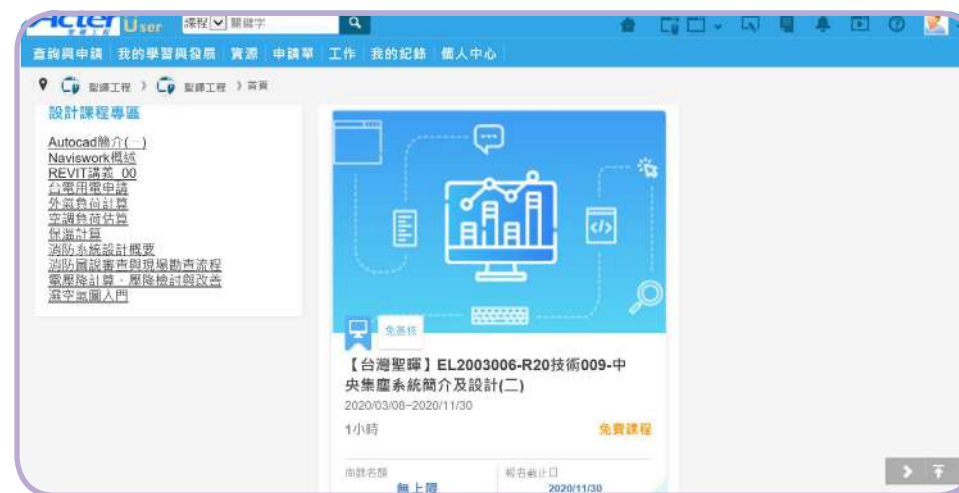 Acter User 課程 關鍵字
查詢與申請 我的學習與發展 資源 申請單 工作 我的紀錄 個人中心
聖暉工程 》 聖暉工程 》首頁
設計課程專區
Autocad簡介(一)
Naviswork概述
REVIT講義_00
台電用電申請
外氣負荷計算
空調負荷估算
保溫計算
消防系統設計概要
消防圖說審查與現場勘查流程
電壓降計算、壓降檢討與改善
濕空氣圖入門
</>
免簽核
【台灣聖暉】EL2003006-R20技術009-中
央集塵系統簡介及設計(二)
2020/03/08~2020/11/30
1小時 免費課程
尚餘名額 報名截止日
無上限 2020/11/30